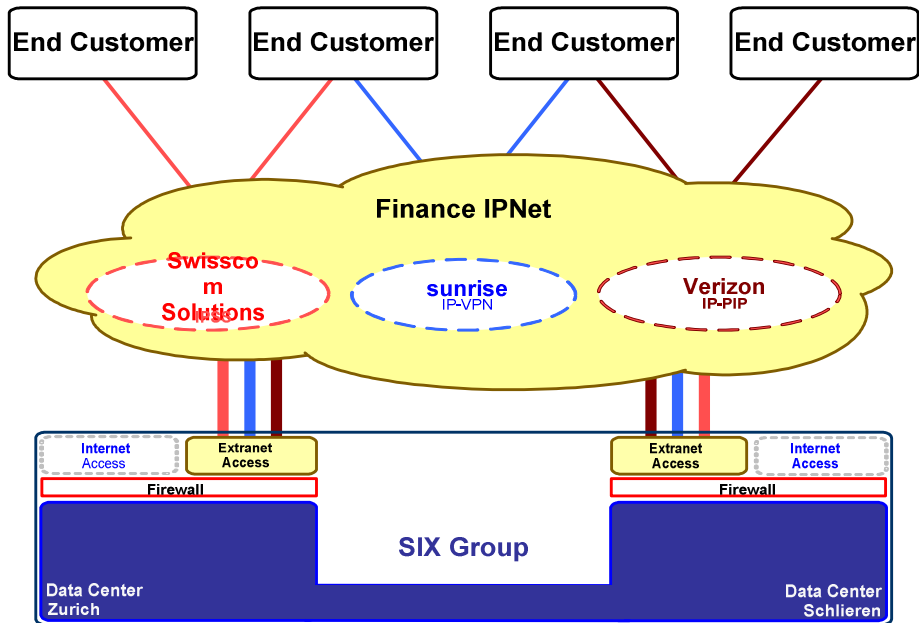 End Customer
End Customer
End Customer
End Customer
Finance IPNet
Swissco
m
Solutions
IPSS
sunrise
IP-VPN
Verizon
IP-PIP
Internet
Access
Extranet
Access
Extranet
Access
Internet
Access
Firewall
Firewall
SIX Group
Data Center
Zurich
Data Center
Schlieren